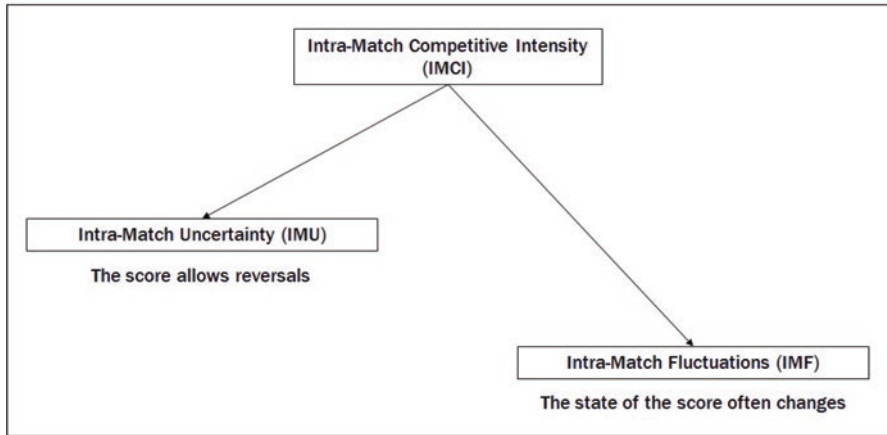 Intra-Match Competitive Intensity
(IMCI)
Intra-Match Uncertainty (IMU)
The score allows reversals
Intra-Match Fluctuations (IMF)
The state of the score often changes